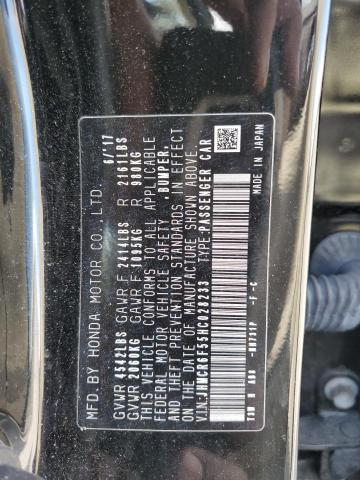 MFD.BY HONDA MOTOR CO.,LTD. 6/'17
GVWR 4542LBS GAWR F 2414LBS R 2161LBS
GVWR 2060KG GAWR F 1095KG R 980KG
THIS VEHICLE CONFORMS TO ALL APPLICABLE
FEDERAL MOTOR VEHICLE SAFETY ,BUMPER,
AND THEFT PREVENTION STANDARDS IN EFFECT
ON THE DATE OF MANUFACTURE SHOWN ABOVE.
V.I.N.:JHMCR6F55HC020233 TYPE:PASSENGER CAR
MADE IN JAPAN
-F -C